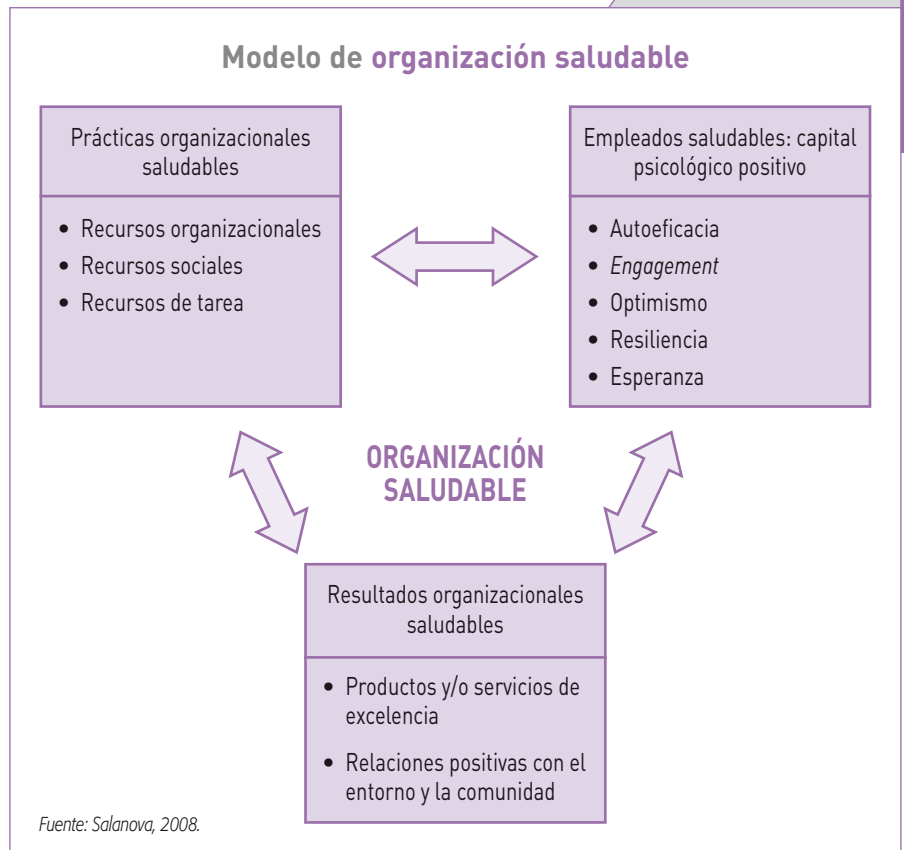 Modelo de organización saludable
Prácticas organizacionales
saludables
• Recursos organizacionales
• Recursos sociales
• Recursos de tarea
Empleados saludables: capital
psicológico positivo
• Autoeficacia
• Engagement
• Optimismo
• Resiliencia
• Esperanza
ORGANIZACIÓN
SALUDABLE
Resultados organizacionales
saludables
• Productos y/o servicios de
excelencia
• Relaciones positivas con el
entorno y la comunidad
Fuente: Salanova, 2008.